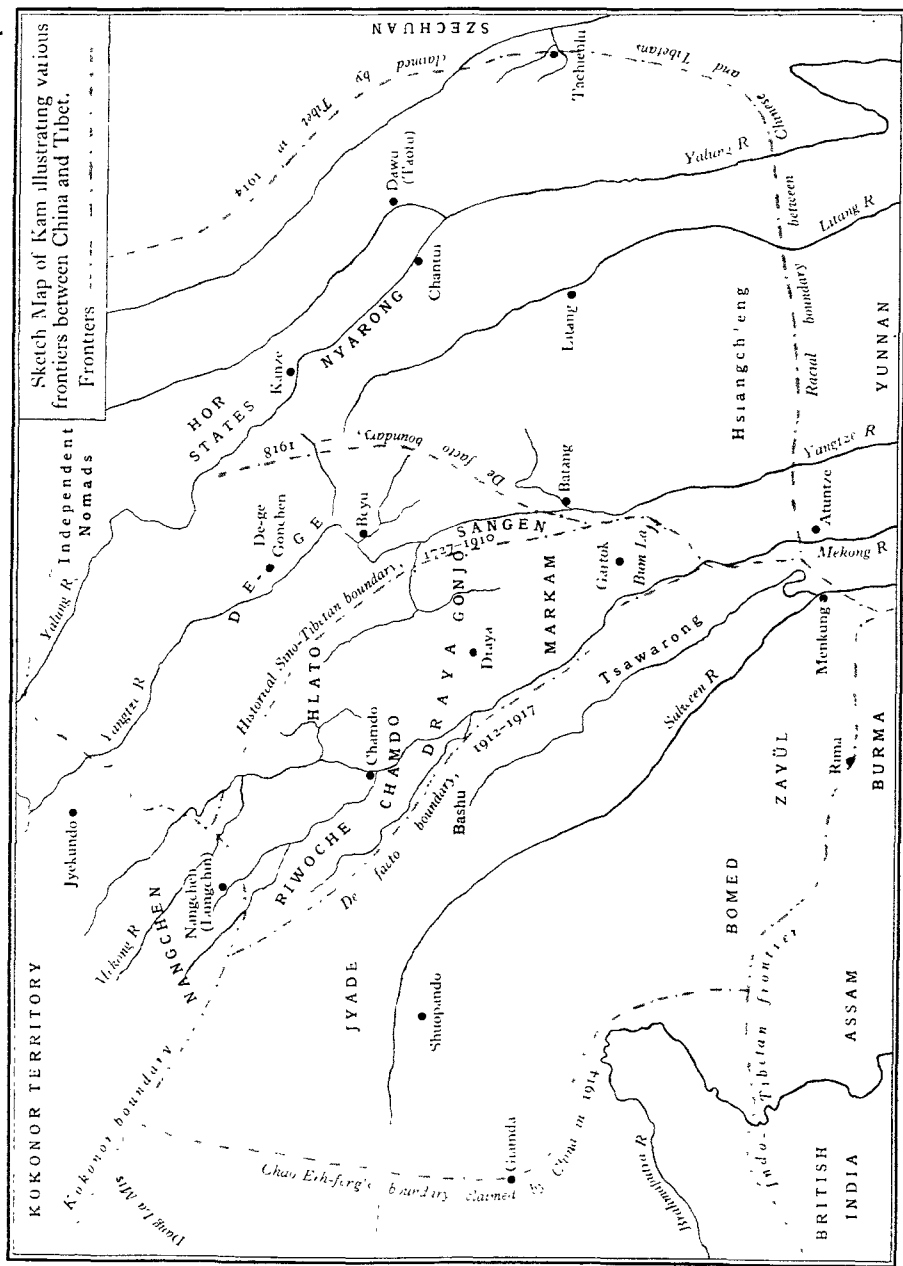 Sketch Map of Kam illustrating various
frontiers between China and Tibet.
Frontiers
KOKONOR TERRITORY
Independent
Nomads
SZECHUAN
1914
in
Tibet
by
claimed
Jyekundo
Yalung R
Yangtze R
De-ge
Gonchen
DE-GE
HOR
STATES
Kanze
NYARONG
Dawu
(Taofu)
Chantui
Tachienlu
and
Tibetans
Chinese
between
boundary
Racial
Mekong R
NANGCHEN
Nangchen
(Lungchin)
Kokonor boundary
Dang La Mts
Historical Sino-Tibetan boundary, 1727-1910
HLATO
Beyu
1918
De facto boundary,
RIWOCHE
CHAMDO
Chamdo
DRAYA
GONJO
SANGEN
Draya
MARKAM
Batang
Litang
Gartok
Bum La
De facto boundary, 1912-1917
JYADE
Shuopando
Bashu
Tsawarong
Salween R
Hsiangch'eng
Yalung R
Litang R
Yangtze R
YUNNAN
Atuntze
Mekong R
Menkung
Chao Erh-feng's boundary claimed by China in 1914
Giamda
Brahmaputra R
BOMED
ZAYÜL
Rima
Indo-Tibetan frontier
BRITISH
INDIA
ASSAM
BURMA